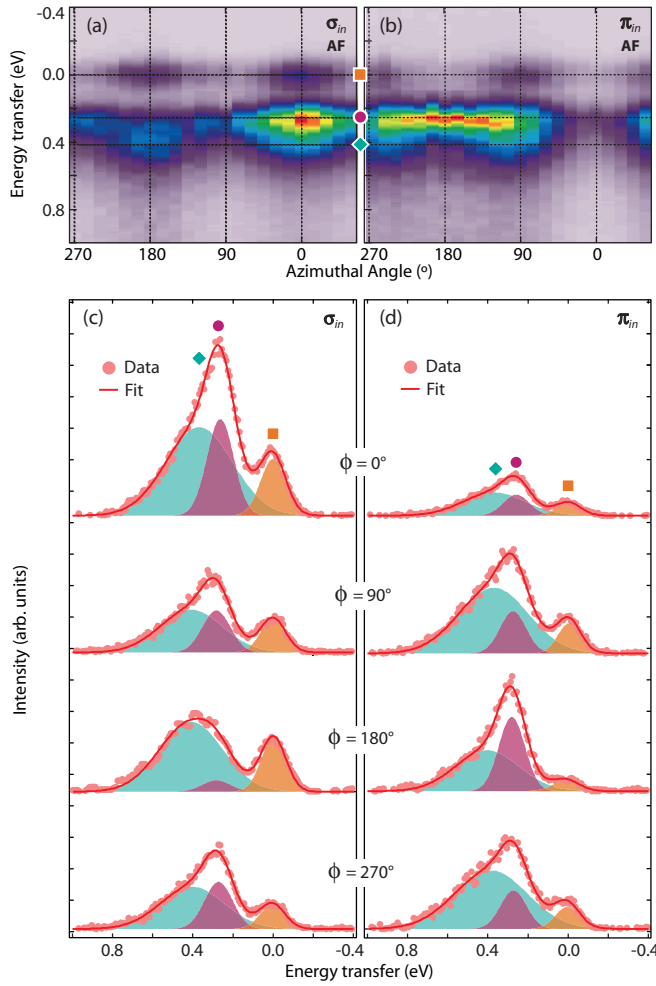 (a) σin AF
(b) πin AF
-0.4
0.0
0.4
0.8
Energy transfer (eV)
270 180 90 0 270 180 90 0
Azimuthal Angle (º)
(c) σin
(d) πin
Data
Fit
Data
Fit
ϕ = 0°
ϕ = 90°
ϕ = 180°
ϕ = 270°
Intensity (arb. units)
0.8 0.4 0.0 -0.4 0.8 0.4 0.0 -0.4
Energy transfer (eV)